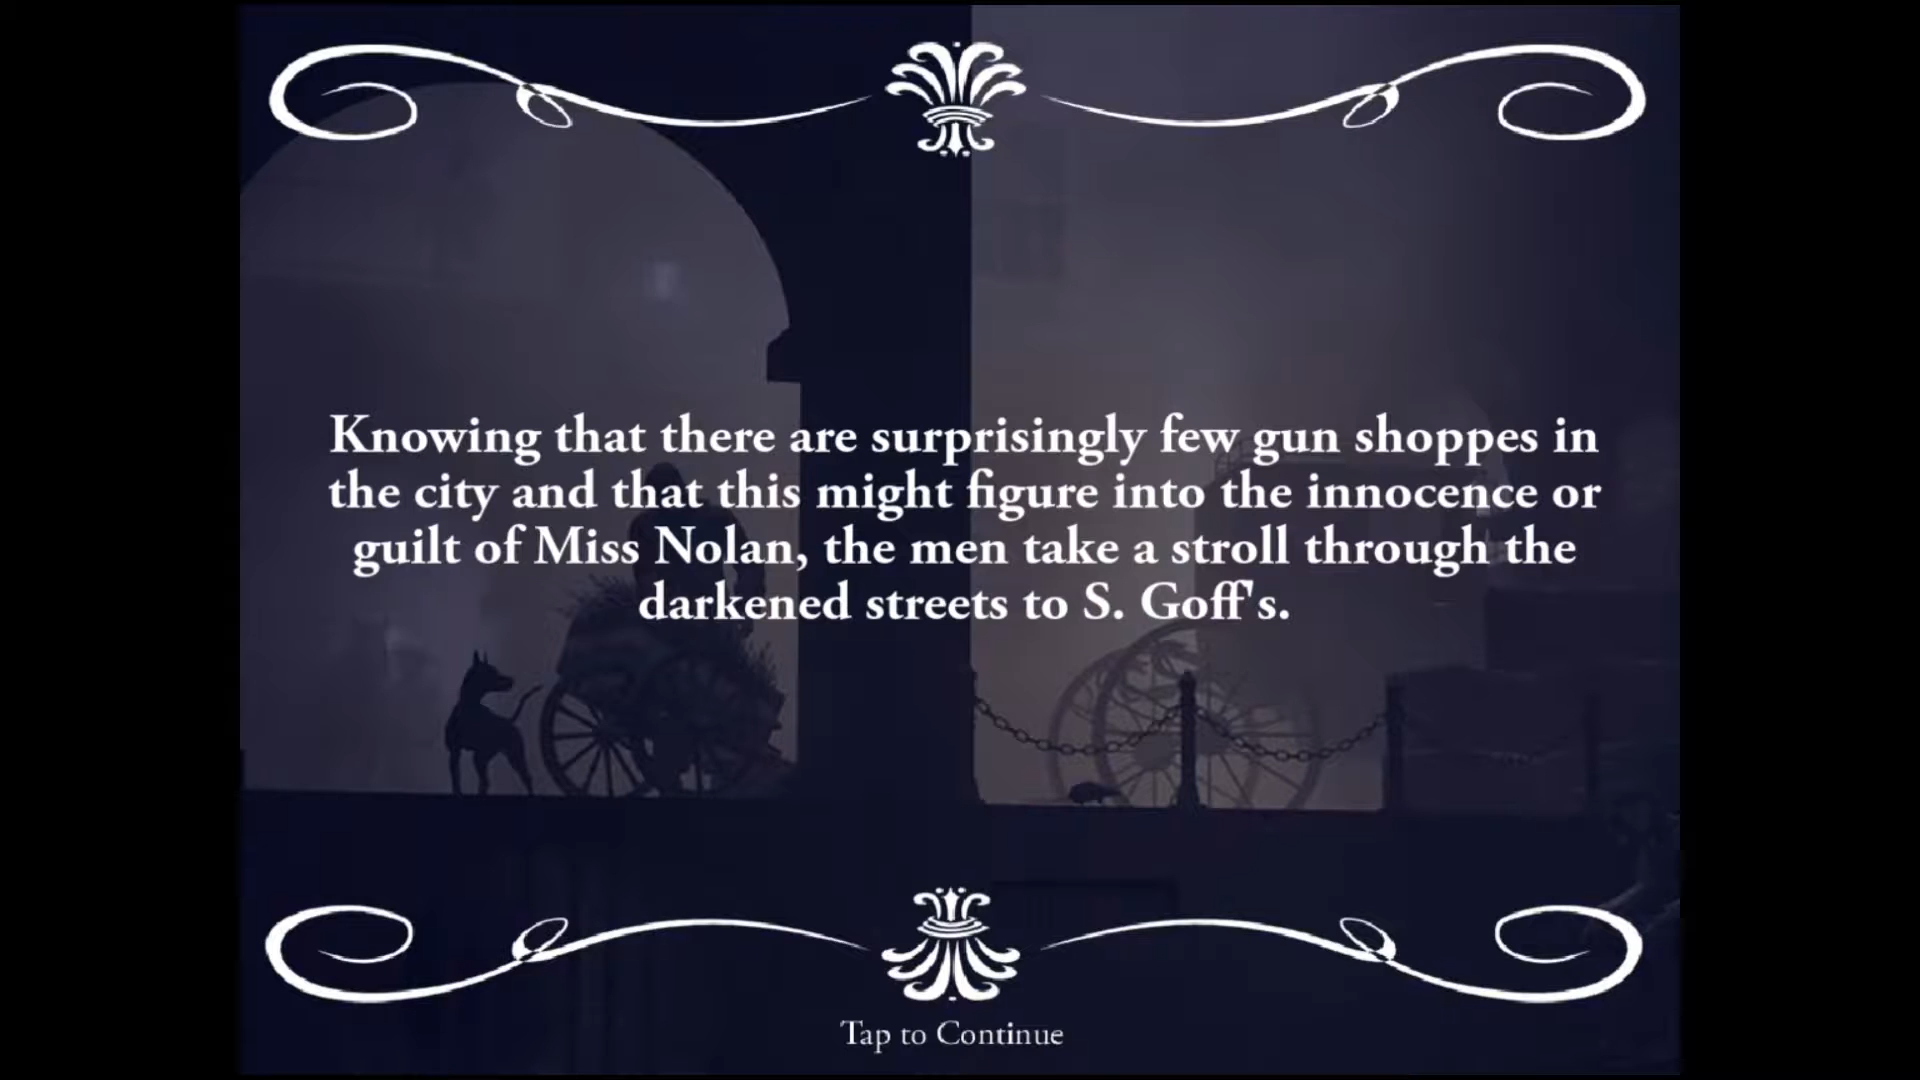 Knowing that there are surprisingly few gun shoppes in
the city and that this might figure into the innocence or
guilt of Miss Nolan, the men take a stroll through the
darkened streets to S. Goff's.
Tap to Continue